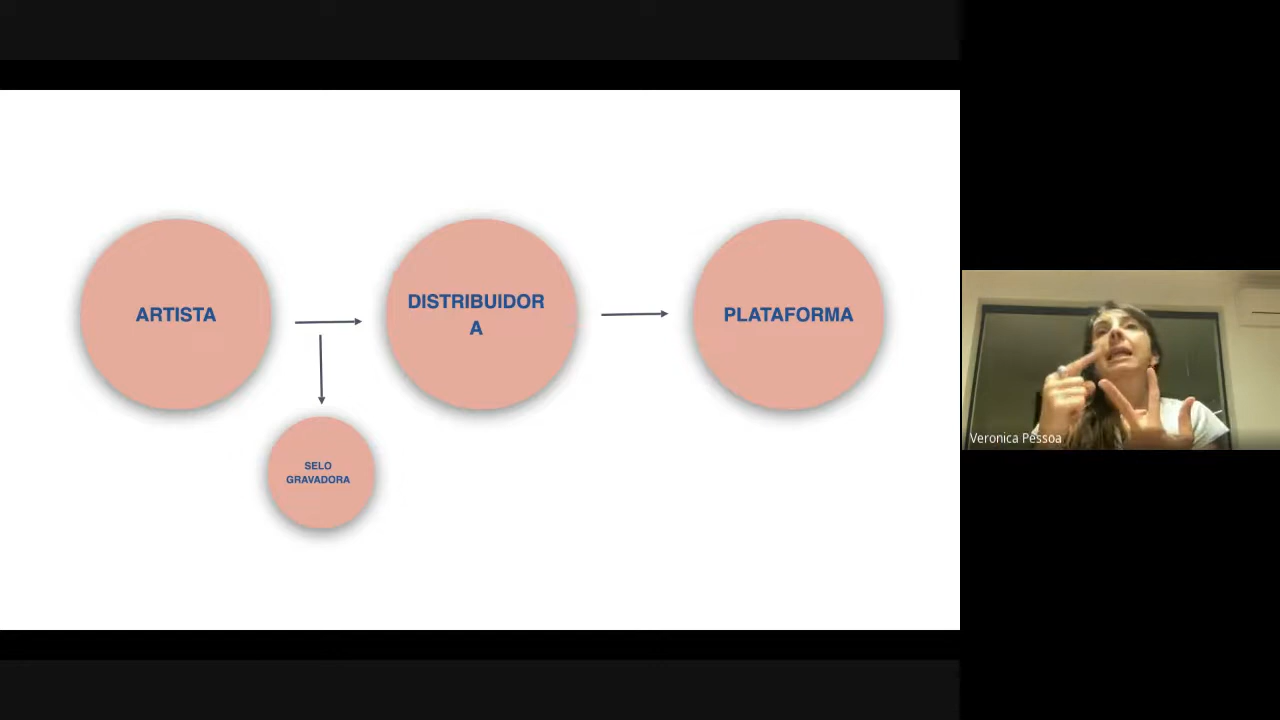 ARTISTA
DISTRIBUIDOR
A
PLATAFORMA
SELO
GRAVADORA
Veronica Pessoa